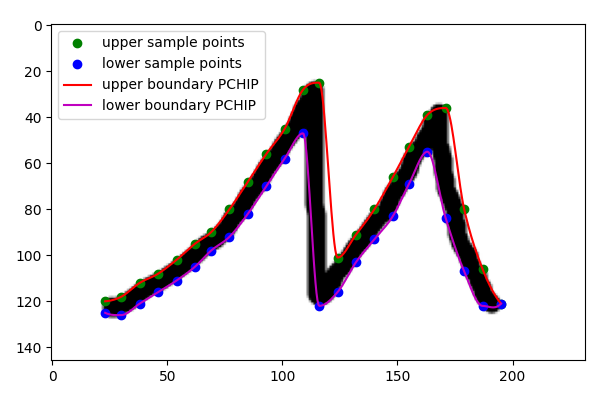 0
20
40
60
80
100
120
140
0 50 100 150 200
upper sample points
lower sample points
upper boundary PCHIP
lower boundary PCHIP